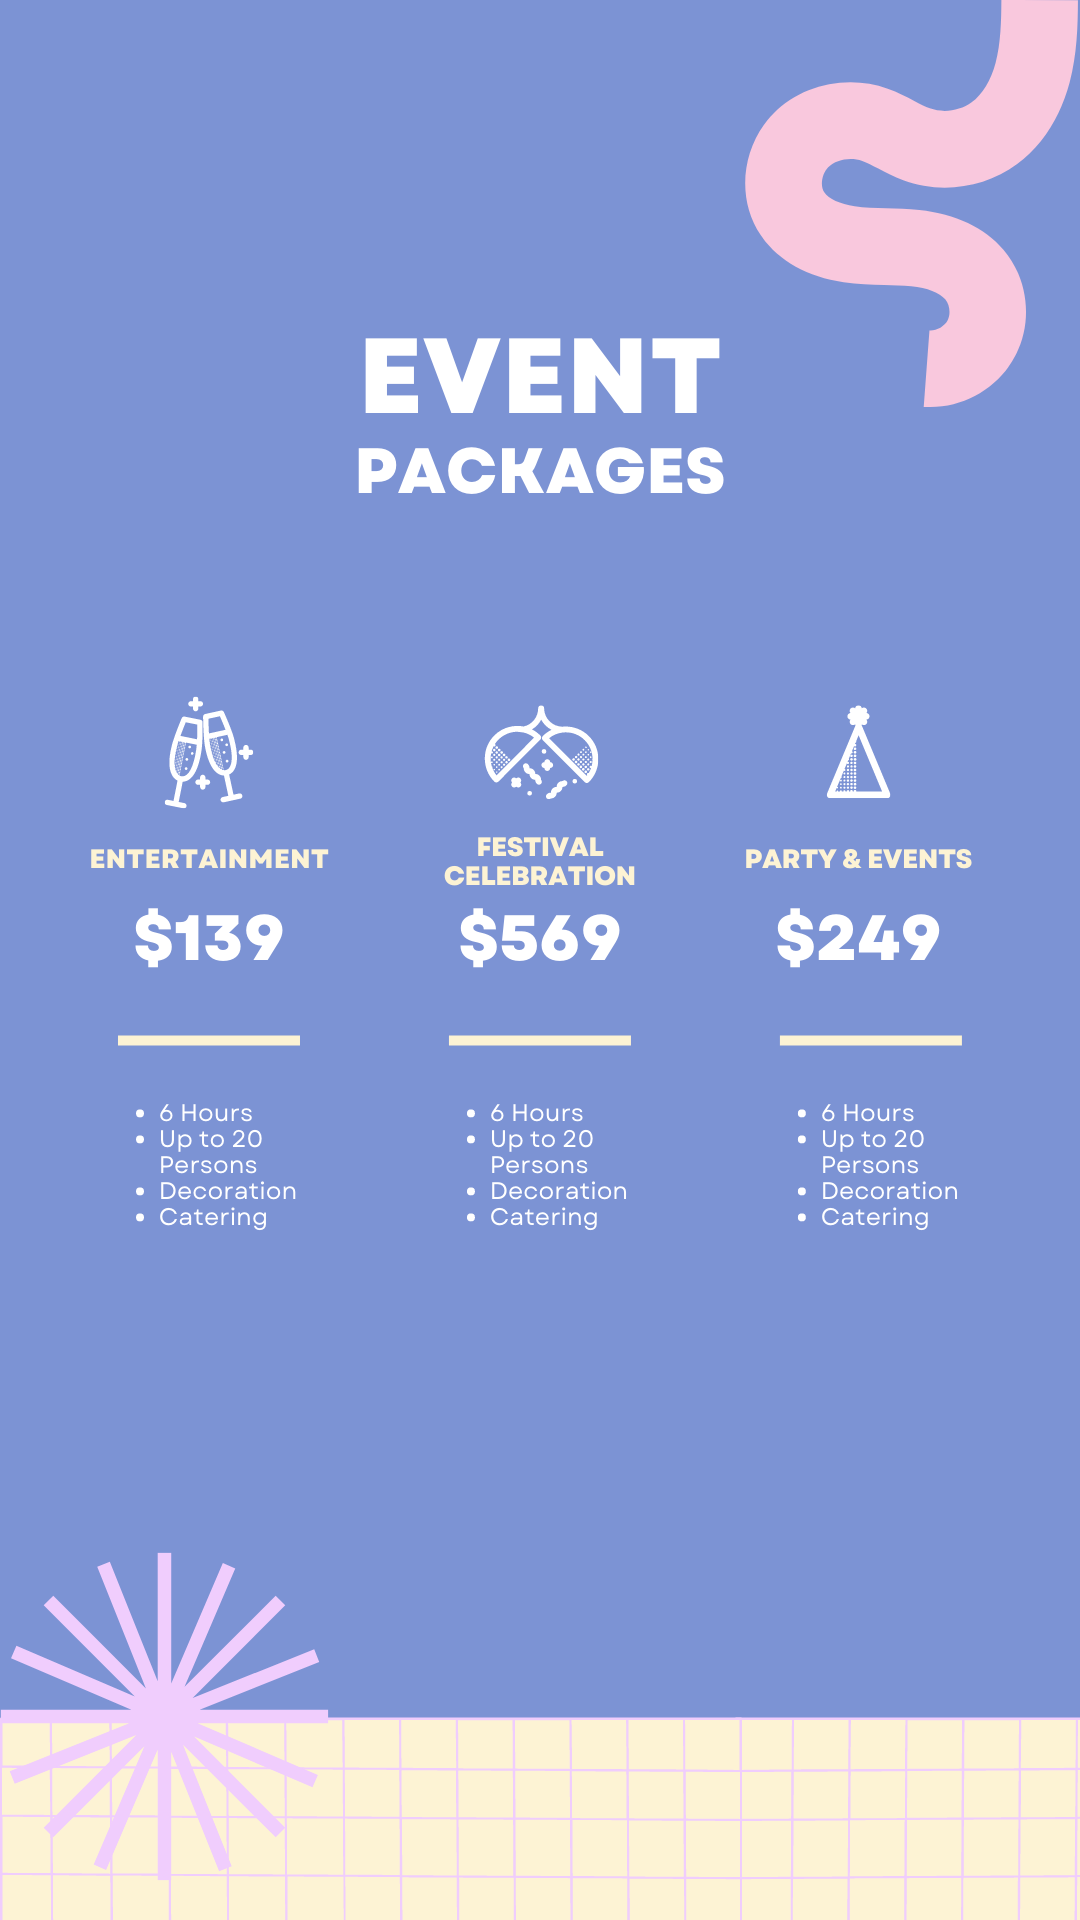 EVENT
PACKAGES
ENTERTAINMENT
$139
• 6 Hours
• Up to 20
Persons
• Decoration
• Catering
FESTIVAL
CELEBRATION
$569
• 6 Hours
• Up to 20
Persons
• Decoration
• Catering
PARTY & EVENTS
$249
• 6 Hours
• Up to 20
Persons
• Decoration
• Catering